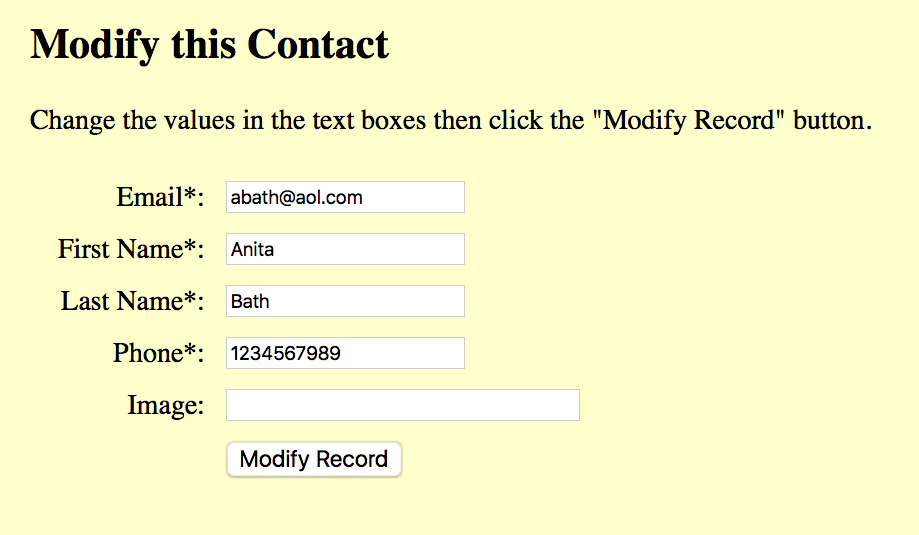 Modify this Contact
Change the values in the text boxes then click the "Modify Record" button.
Email*: abath@aol.com
First Name*: Anita
Last Name*: Bath
Phone*: 1234567989
Image:
Modify Record